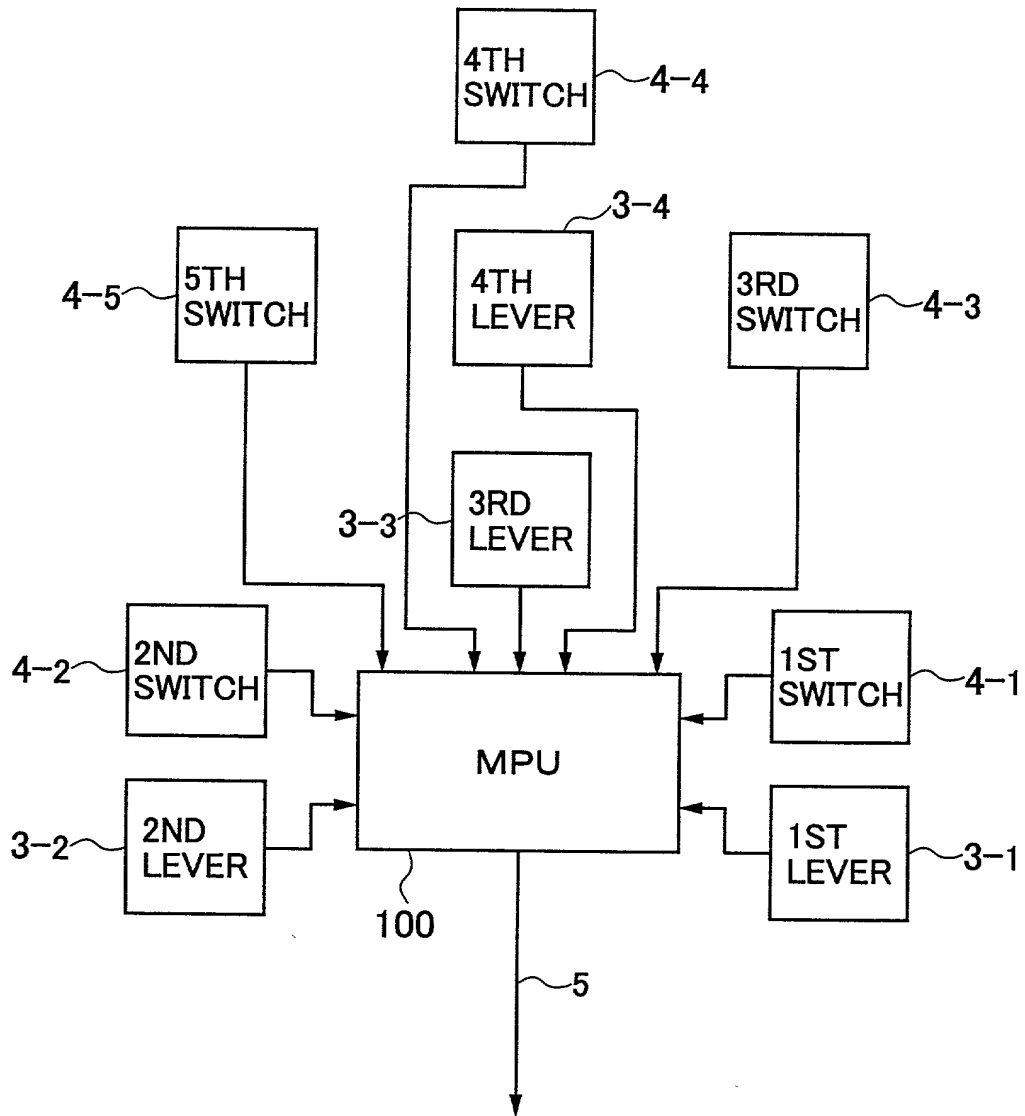 4TH
SWITCH
4-4
3-4
5TH
SWITCH
4-5
4TH
LEVER
3RD
SWITCH
4-3
3-3
3RD
LEVER
4-2
2ND
SWITCH
1ST
SWITCH
4-1
MPU
3-2
2ND
LEVER
1ST
LEVER
3-1
100
5